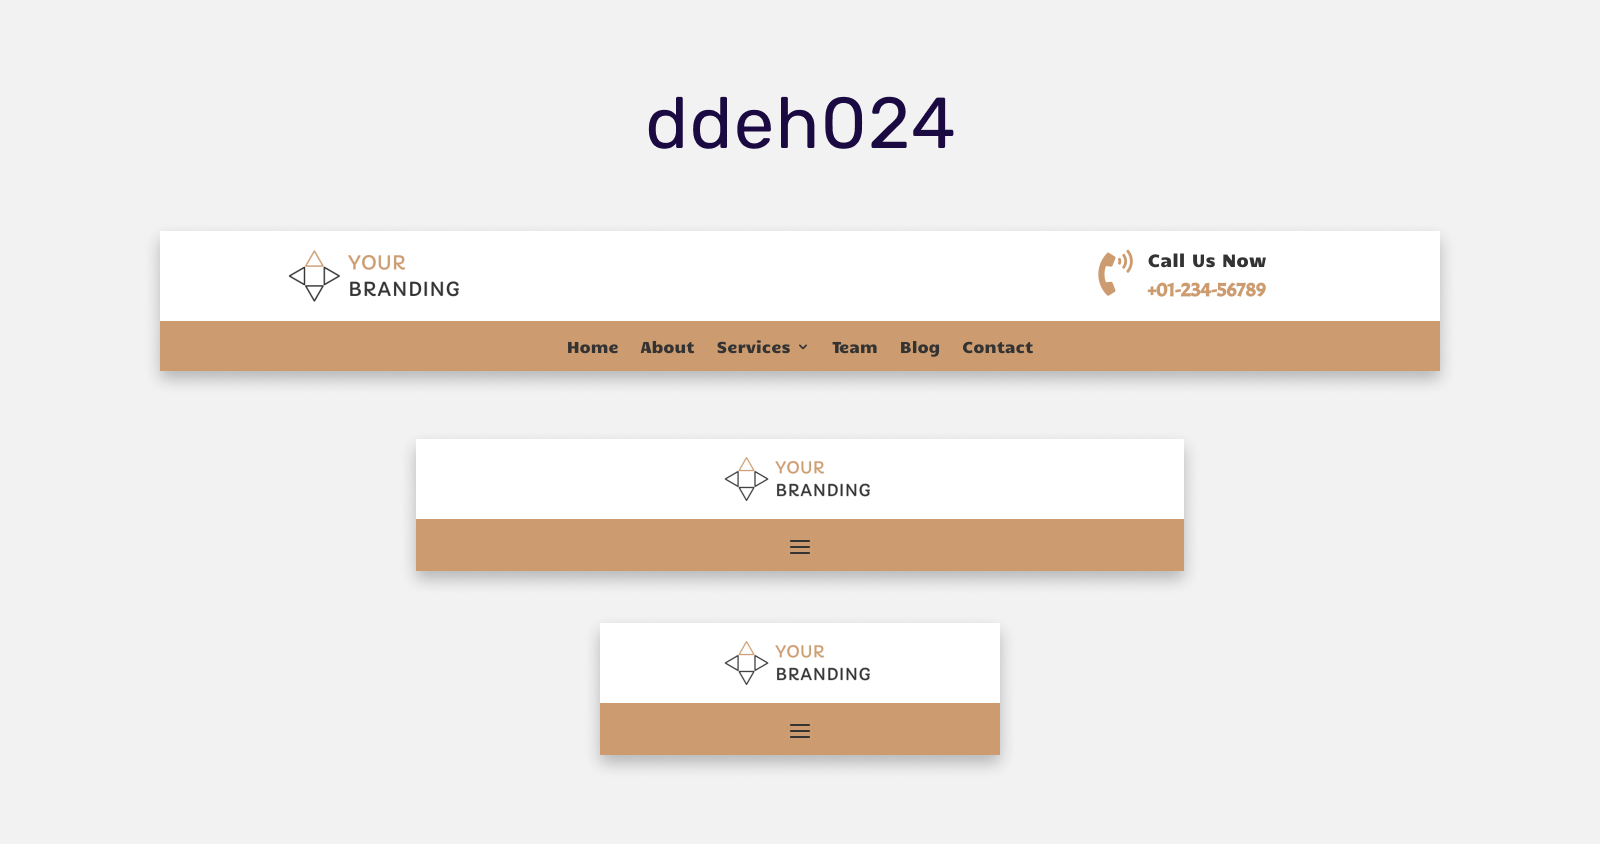 ddeh024
YOUR
BRANDING
Call Us Now
+01-234-56789
Home About Services Team Blog Contact
YOUR
BRANDING
YOUR
BRANDING